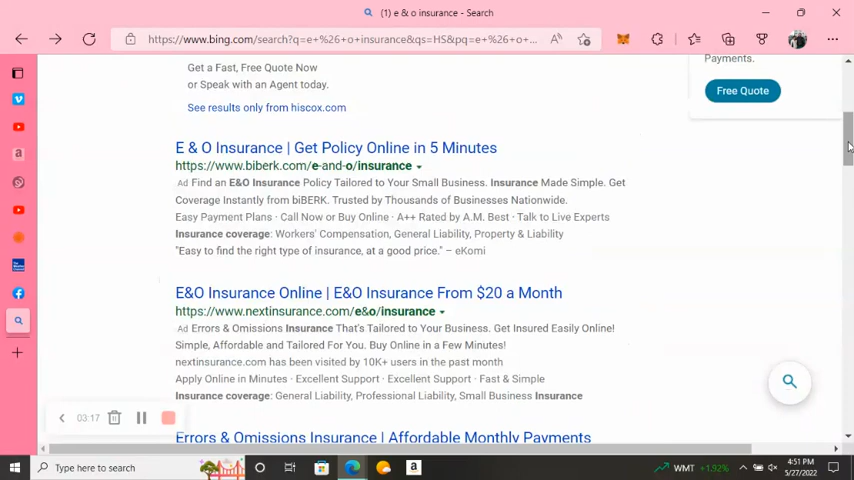 (1) e & o insurance - Search
https://www.bing.com/search?q=e+%26+o+insurance&qs=HS&pq=e+%26+o+...
Get a Fast, Free Quote Now
or Speak with an Agent today.
See results only from hiscox.com
Payments.
Free Quote
E & O Insurance | Get Policy Online in 5 Minutes
https://www.biberk.com/e-and-o/insurance
Ad Find an E&O Insurance Policy Tailored to Your Small Business. Insurance Made Simple. Get
Coverage Instantly from biBERK. Trusted by Thousands of Businesses Nationwide.
Easy Payment Plans · Call Now or Buy Online · A++ Rated by A.M. Best · Talk to Live Experts
Insurance coverage: Workers' Compensation, General Liability, Property & Liability
"Easy to find the right type of insurance, at a good price." – eKomi
E&O Insurance Online | E&O Insurance From $20 a Month
https://www.nextinsurance.com/e&o/insurance
Ad Errors & Omissions Insurance That's Tailored to Your Business. Get Insured Easily Online!
Simple, Affordable and Tailored For You. Buy Online in a Few Minutes!
nextinsurance.com has been visited by 10K+ users in the past month
Apply Online in Minutes · Excellent Support · Excellent Support · Fast & Simple
Insurance coverage: General Liability, Professional Liability, Small Business Insurance
03:17
Errors & Omissions Insurance | Affordable Monthly Payments
Type here to search
WMT +1.92%
4:51 PM
5/27/2022